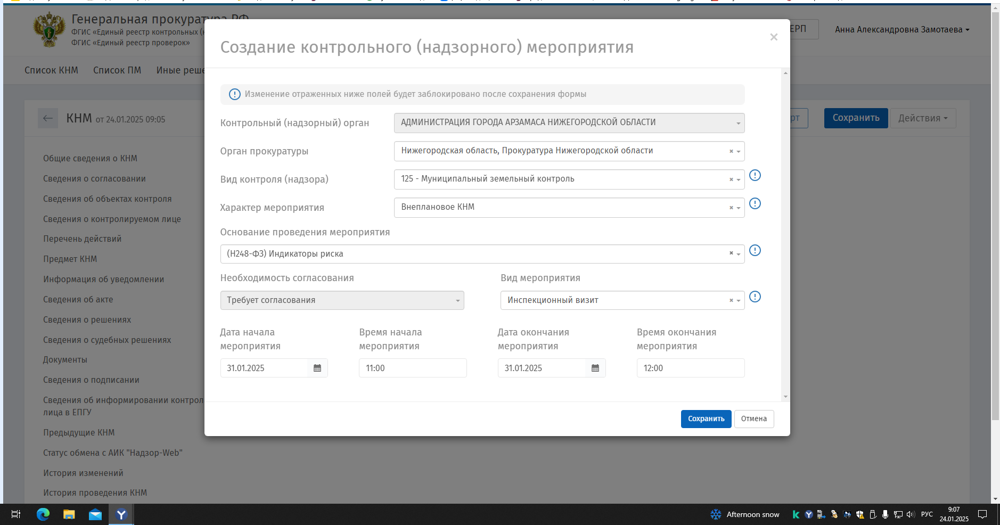 Генеральная прокуратура РФ
ФГИС «Единый реестр контрольных (
ФГИС «Единый реестр проверок»
ЕРП
Анна Александровна Замотаева
Список КНМ
Список ПМ
Иные реше
КНМ от 24.01.2025 09:05
рт
Сохранить
Действия
Общие сведения о КНМ
Сведения о согласовании
Сведения об объектах контроля
Сведения о контролируемом лице
Перечень действий
Предмет КНМ
Информация об уведомлении
Сведения об акте
Сведения о решениях
Сведения о судебных решениях
Документы
Сведения о подписании
Сведения об информировании контрол
лица в ЕПГУ
Предыдущие КНМ
Статус обмена с АИК "Надзор-Web"
История изменений
История проведения КНМ
Создание контрольного (надзорного) мероприятия
×
Изменение отраженных ниже полей будет заблокировано после сохранения формы
Контрольный (надзорный) орган
АДМИНИСТРАЦИЯ ГОРОДА АРЗАМАСА НИЖЕГОРОДСКОЙ ОБЛАСТИ
Орган прокуратуры
Нижегородская область, Прокуратура Нижегородской области
Вид контроля (надзора)
125 - Муниципальный земельный контроль
Характер мероприятия
Внеплановое КНМ
Основание проведения мероприятия
(Н248-ФЗ) Индикаторы риска
Необходимость согласования
Вид мероприятия
Требует согласования
Инспекционный визит
Дата начала
мероприятия
Время начала
мероприятия
Дата окончания
мероприятия
Время окончания
мероприятия
31.01.2025
11:00
31.01.2025
12:00
Сохранить
Отмена
Afternoon snow
РУС
9:07
24.01.2025